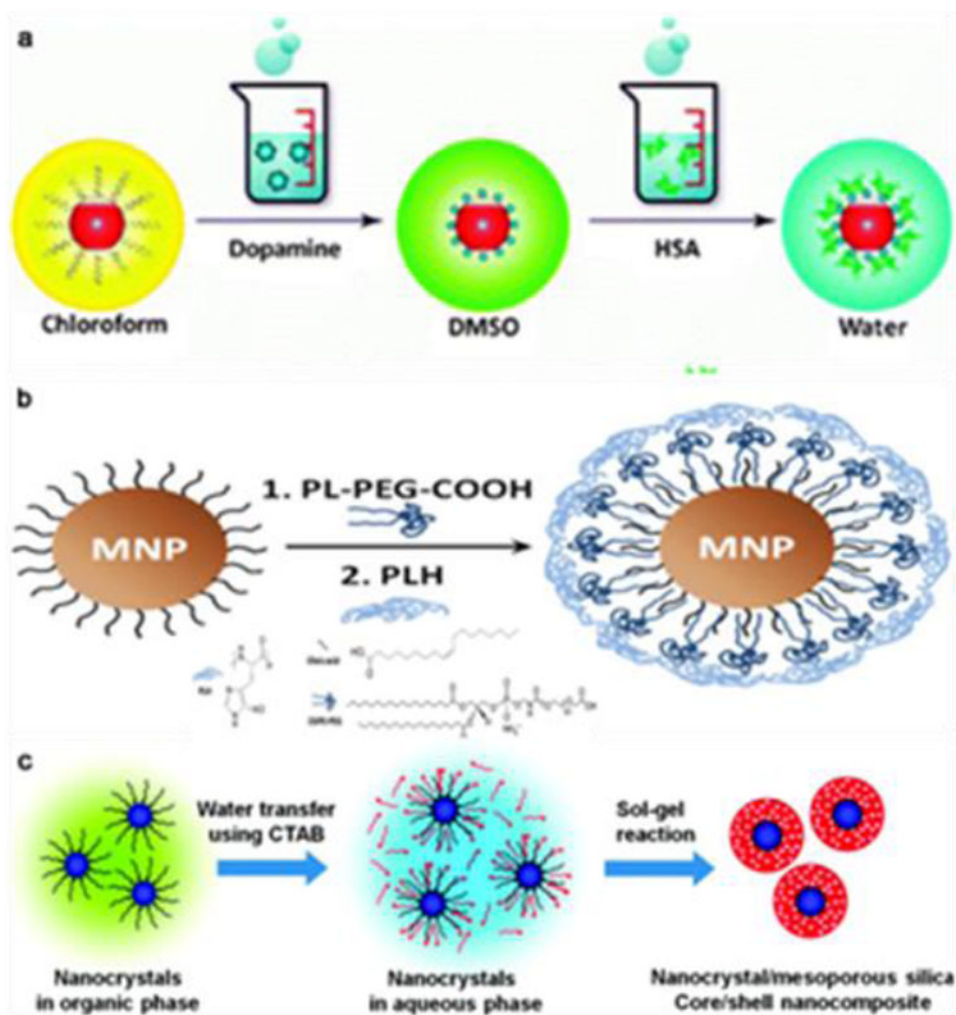 a
Dopamine
HSA
Chloroform
DMSO
Water
b
1. PL-PEG-COOH
MNP
MNP
2. PLH
c
Water transfer
using CTAB
Sol-gel
reaction
Nanocrystals
in organic phase
Nanocrystals
in aqueous phase
Nanocrystal/mesoporous silica
Core/shell nanocomposite